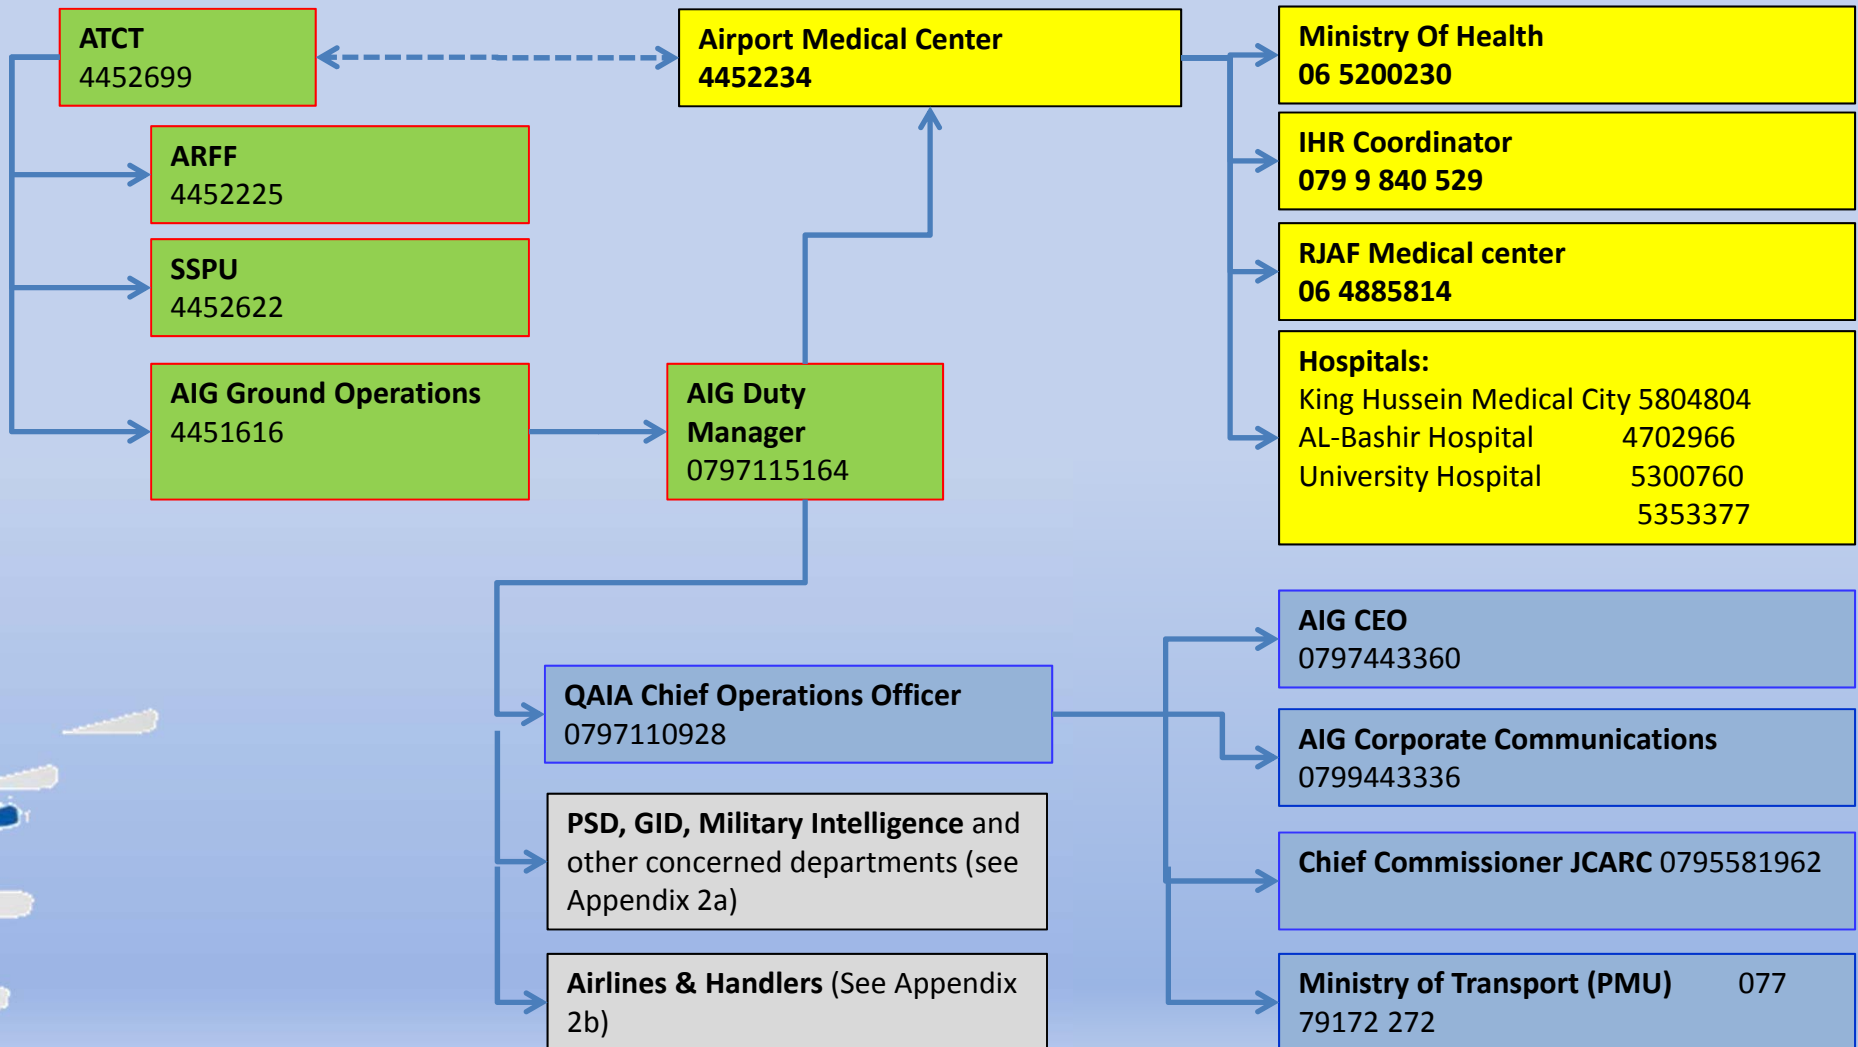 ATCT
4452699
Airport Medical Center
4452234
Ministry Of Health
06 5200230
ARFF
4452225
IHR Coordinator
079 9 840 529
SSPU
4452622
RJAF Medical center
06 4885814
AIG Ground Operations
4451616
AIG Duty
Manager
0797115164
Hospitals:
King Hussein Medical City 5804804
AL-Bashir Hospital 4702966
University Hospital 5300760
5353377
QAIA Chief Operations Officer
0797110928
AIG CEO
0797443360
AIG Corporate Communications
0799443336
PSD, GID, Military Intelligence and
other concerned departments (see
Appendix 2a)
Chief Commissioner JCARC 0795581962
Airlines & Handlers (See Appendix
2b)
Ministry of Transport (PMU) 077
79172 272